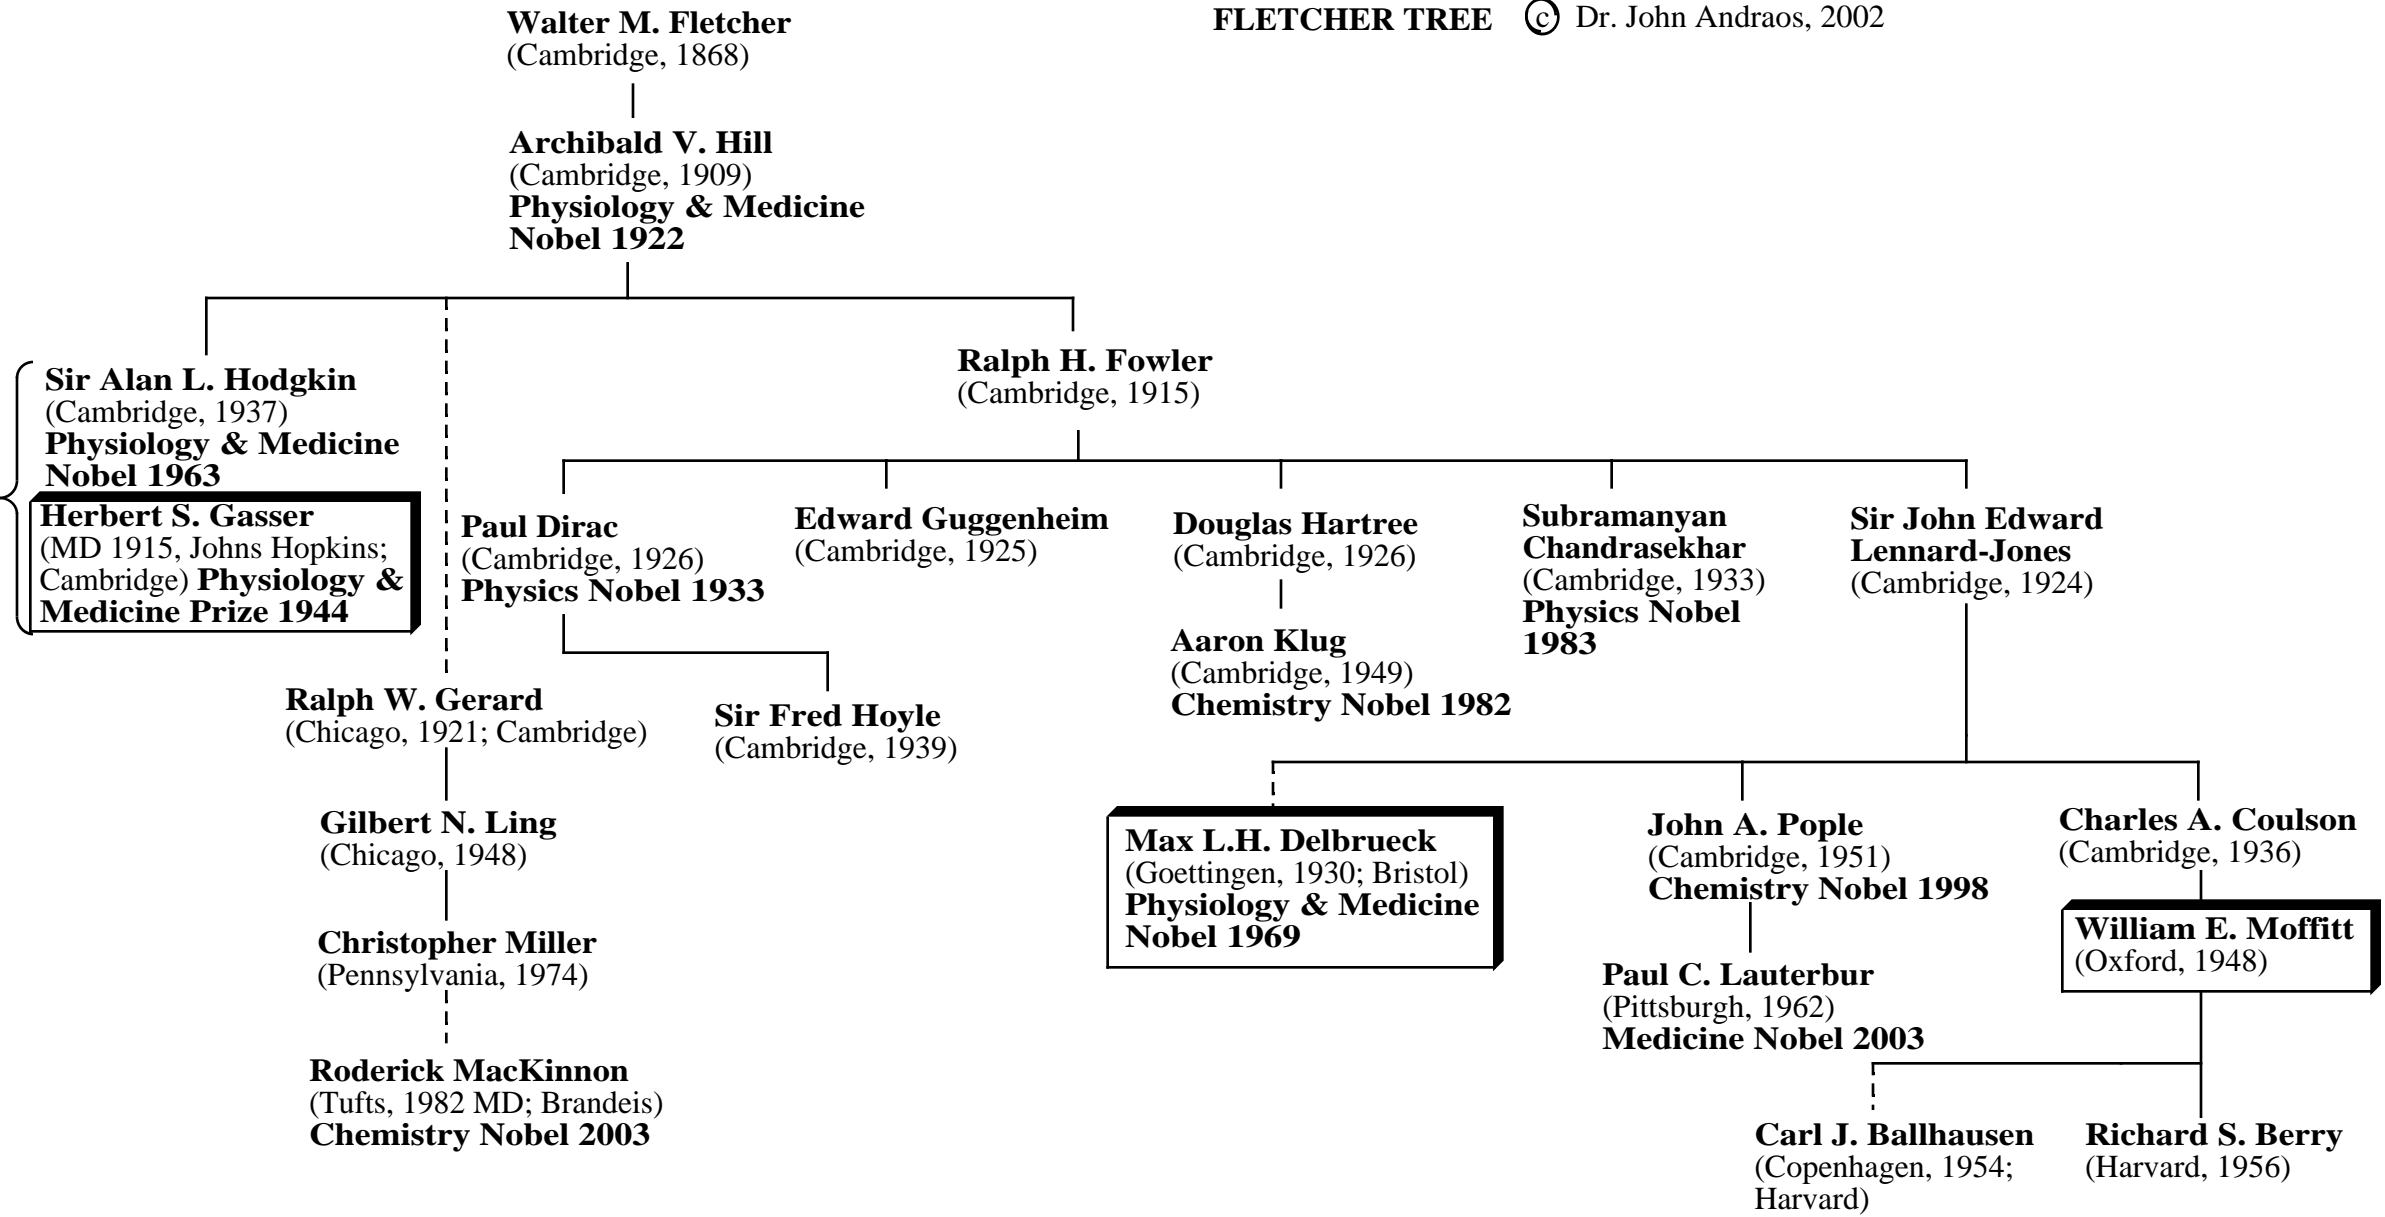 FLETCHER TREE © Dr. John Andraos, 2002
Walter M. Fletcher
(Cambridge, 1868)
Archibald V. Hill
(Cambridge, 1909)
Physiology & Medicine
Nobel 1922
Sir Alan L. Hodgkin
(Cambridge, 1937)
Physiology & Medicine
Nobel 1963
Herbert S. Gasser
(MD 1915, Johns Hopkins;
Cambridge) Physiology &
Medicine Prize 1944
Ralph H. Fowler
(Cambridge, 1915)
Paul Dirac
(Cambridge, 1926)
Physics Nobel 1933
Edward Guggenheim
(Cambridge, 1925)
Douglas Hartree
(Cambridge, 1926)
Subramanyan
Chandrasekhar
(Cambridge, 1933)
Physics Nobel
1983
Sir John Edward
Lennard-Jones
(Cambridge, 1924)
Aaron Klug
(Cambridge, 1949)
Chemistry Nobel 1982
Ralph W. Gerard
(Chicago, 1921; Cambridge)
Sir Fred Hoyle
(Cambridge, 1939)
Gilbert N. Ling
(Chicago, 1948)
Max L.H. Delbrueck
(Goettingen, 1930; Bristol)
Physiology & Medicine
Nobel 1969
John A. Pople
(Cambridge, 1951)
Chemistry Nobel 1998
Charles A. Coulson
(Cambridge, 1936)
Christopher Miller
(Pennsylvania, 1974)
William E. Moffitt
(Oxford, 1948)
Paul C. Lauterbur
(Pittsburgh, 1962)
Medicine Nobel 2003
Roderick MacKinnon
(Tufts, 1982 MD; Brandeis)
Chemistry Nobel 2003
Carl J. Ballhausen
(Copenhagen, 1954;
Harvard)
Richard S. Berry
(Harvard, 1956)